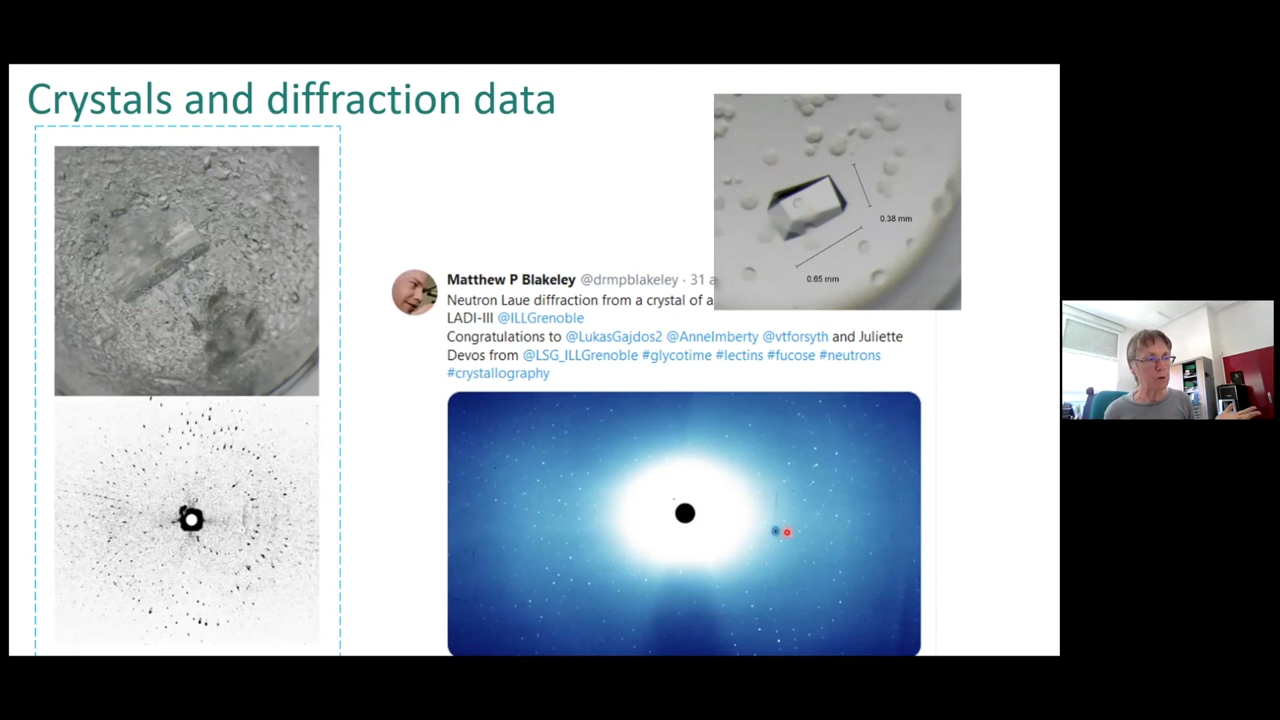 Crystals and diffraction data
0.38 mm
0.65 mm
Matthew P Blakeley @drmpblakeley · 31 a
Neutron Laue diffraction from a crystal of a
LADI-III @ILLGrenoble
Congratulations to @LukasGajdos2 @AnneImberty @vtforsyth and Juliette
Devos from @LSG_ILLGrenoble #glycotime #lectins #fucose #neutrons
#crystallography